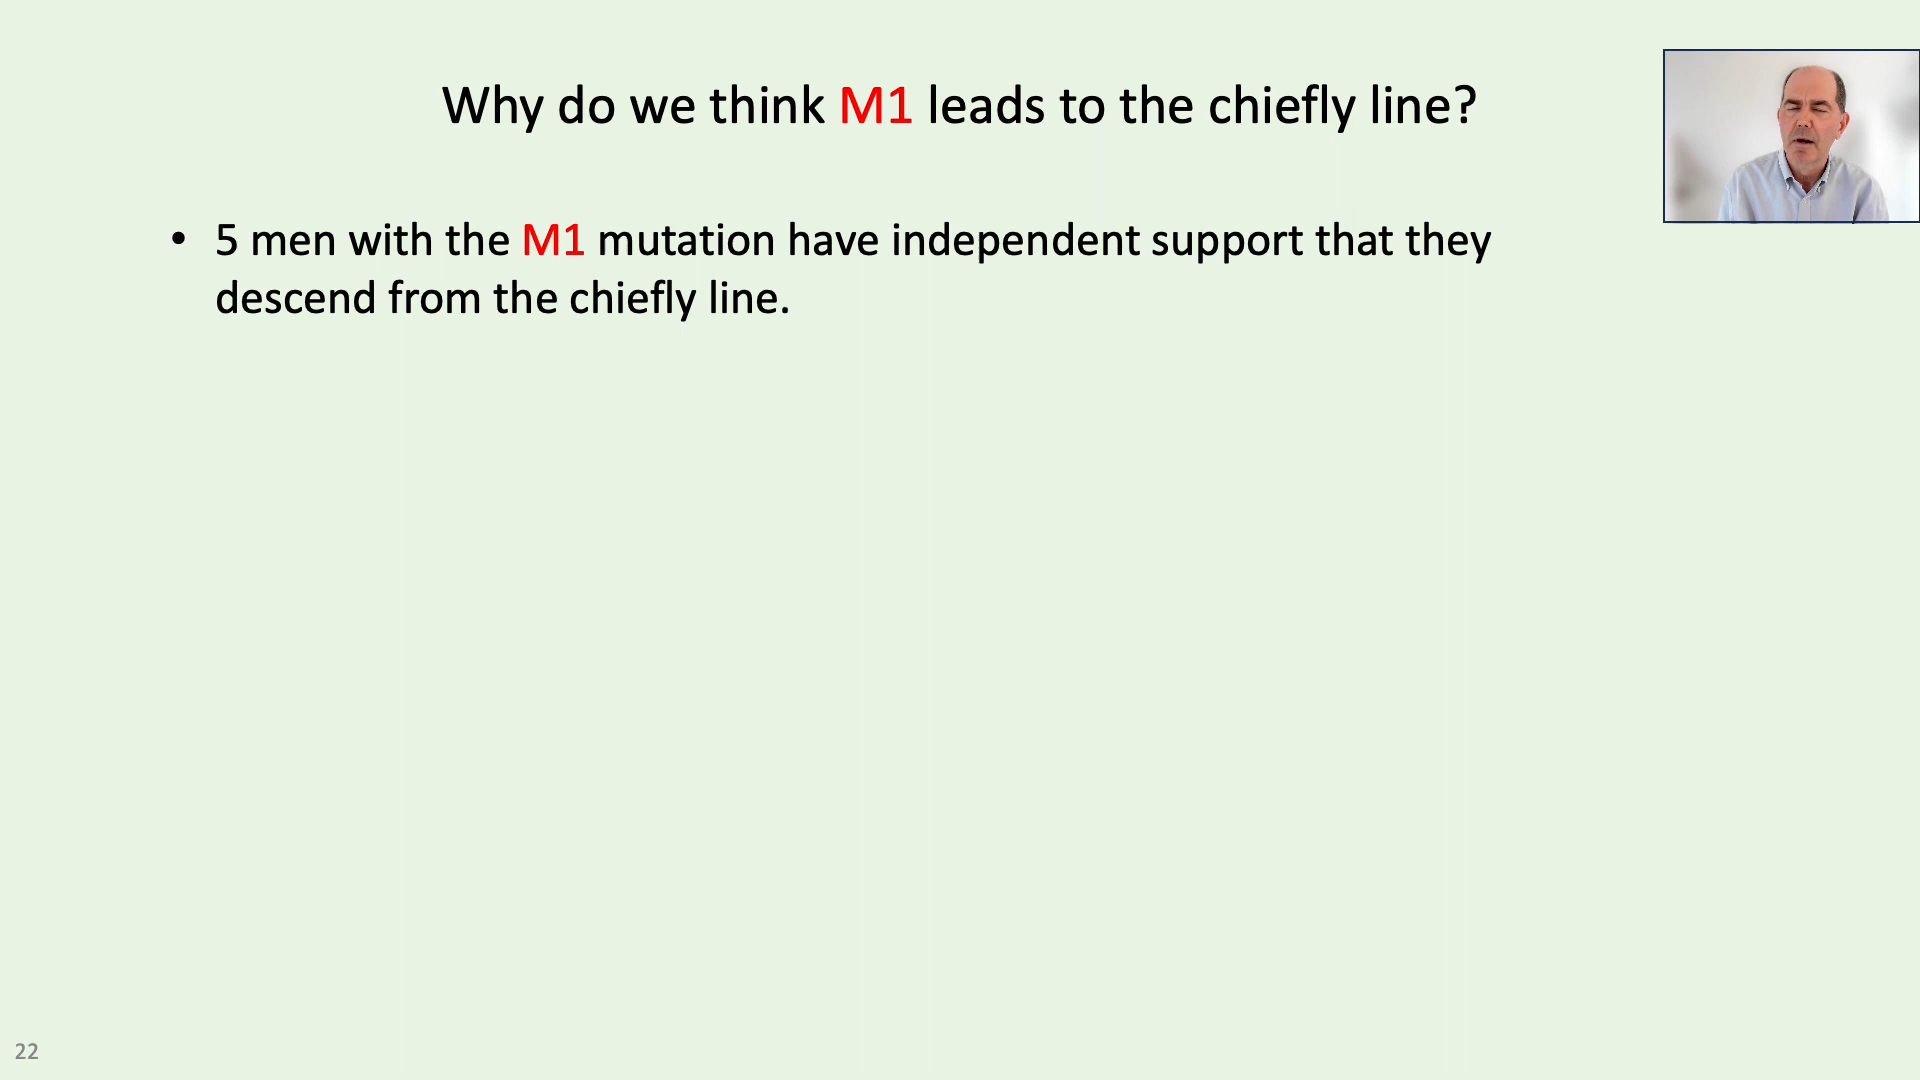 Why do we think M1 leads to the chiefly line?
• 5 men with the M1 mutation have independent support that they
descend from the chiefly line.
22